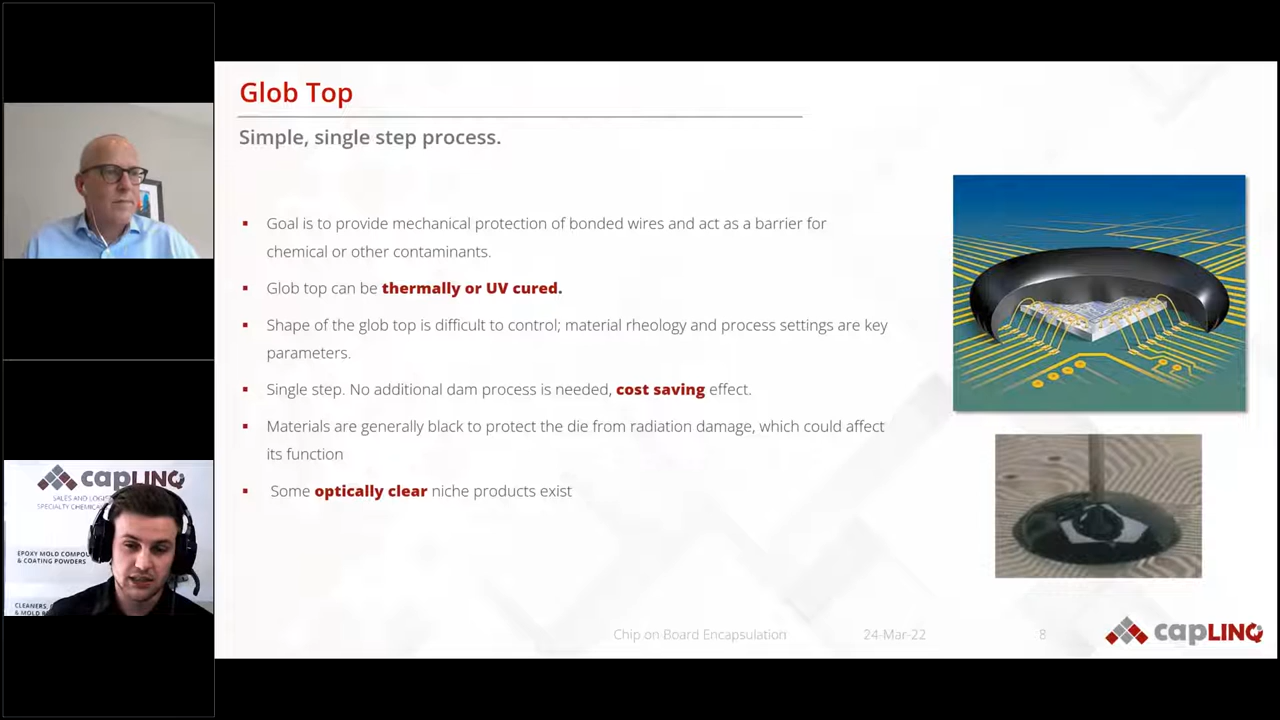 Glob Top
Simple, single step process.
Goal is to provide mechanical protection of bonded wires and act as a barrier for
chemical or other contaminants.
Glob top can be thermally or UV cured.
Shape of the glob top is difficult to control; material rheology and process settings are key
parameters.
Single step. No additional dam process is needed, cost saving effect.
Materials are generally black to protect the die from radiation damage, which could affect
its function
Some optically clear niche products exist
Chip on Board Encapsulation 24-Mar-22 8
capLINQ
capLINQ
SALES AND
SPECIALTY
EPOXY MOLD
& COATING POWDERS
CLEANERS,
& MOLD